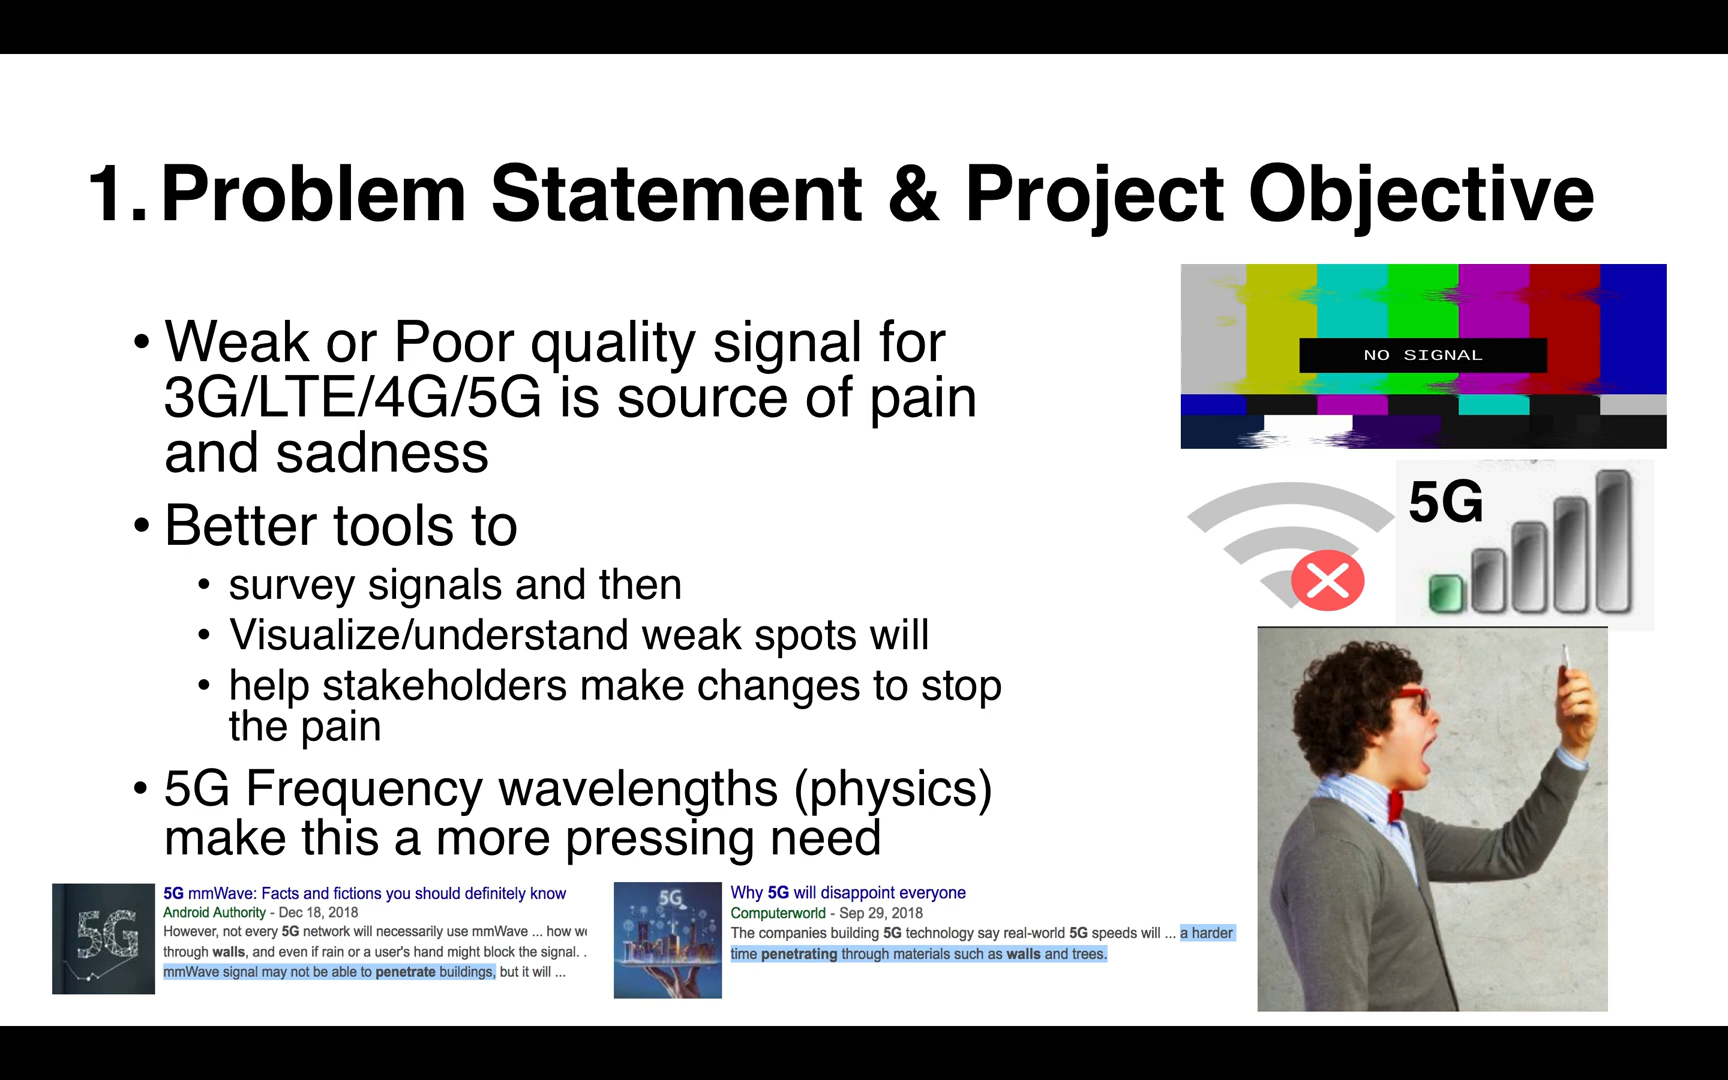 1. Problem Statement & Project Objective
• Weak or Poor quality signal for
3G/LTE/4G/5G is source of pain
and sadness
• Better tools to
• survey signals and then
• Visualize/understand weak spots will
• help stakeholders make changes to stop
the pain
• 5G Frequency wavelengths (physics)
make this a more pressing need
NO SIGNAL
5G
5G
5G mmWave: Facts and fictions you should definitely know
Android Authority - Dec 18, 2018
However, not every 5G network will necessarily use mmWave ... how
through walls, and even if rain or a user's hand might block the signal. .
mmWave signal may not be able to penetrate buildings, but it will ...
5G
Why 5G will disappoint everyone
Computerworld - Sep 29, 2018
The companies building 5G technology say real-world 5G speeds will ... a harder
time penetrating through materials such as walls and trees.